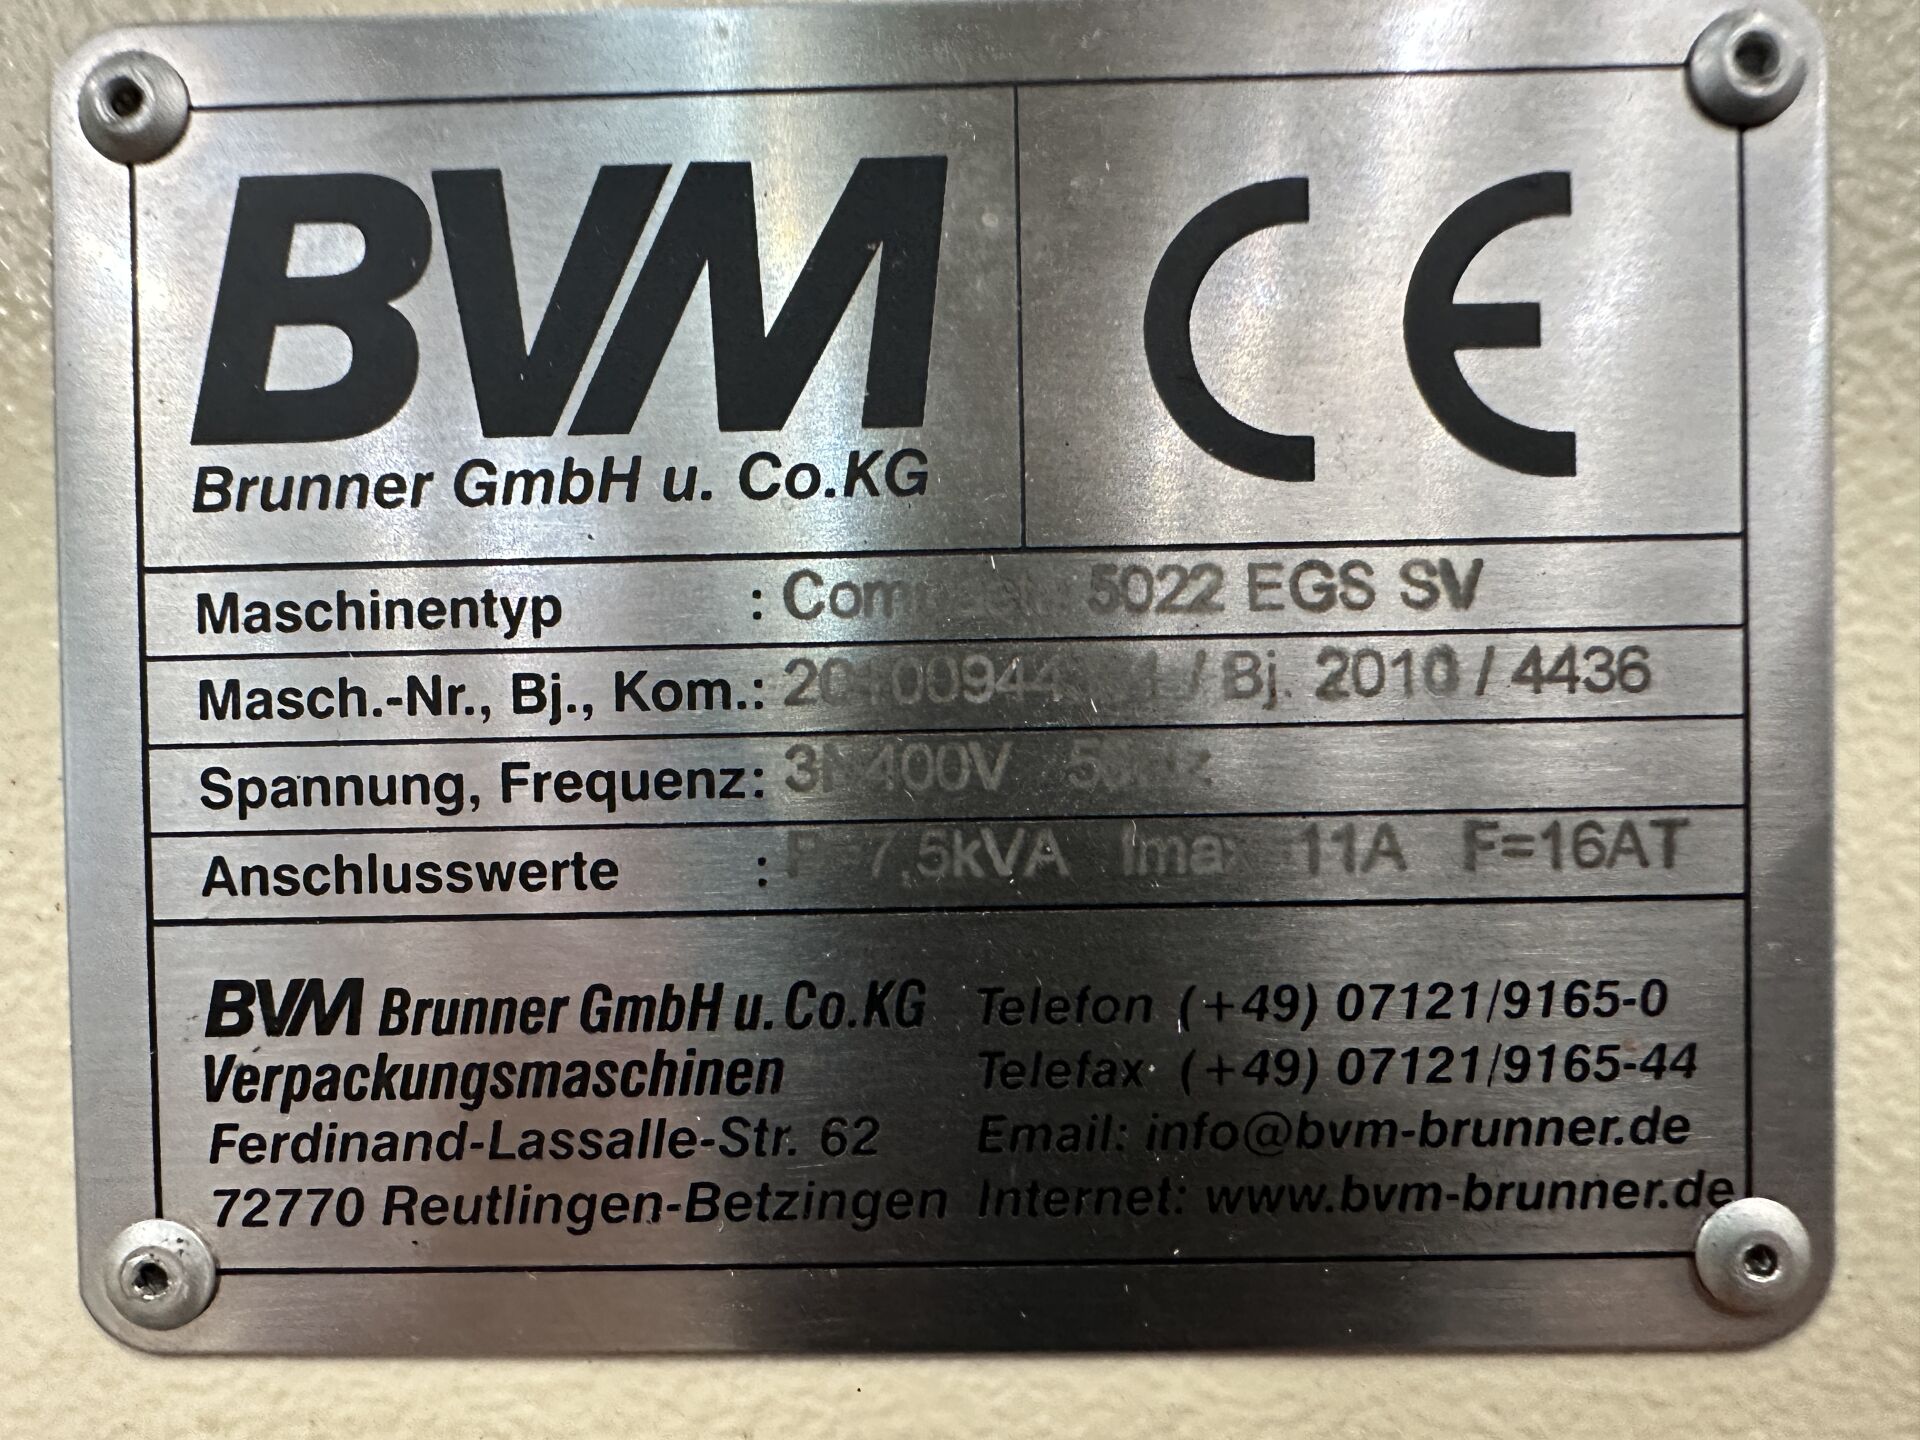 BVM
CE
Brunner GmbH u. Co.KG
Maschinentyp : 5022 EGS SV
Masch.-Nr., Bj., Kom.: / Bj. 2010 / 4436
Spannung, Frequenz: 3N400V 50Hz
Anschlusswerte : P=7,5kVA Imax 11A F=16AT
BVM Brunner GmbH u. Co.KG
Verpackungsmaschinen
Ferdinand-Lassalle-Str. 62
72770 Reutlingen-Betzingen
Telefon (+49) 07121/9165-0
Telefax (+49) 07121/9165-44
Email: info@bvm-brunner.de
Internet: www.bvm-brunner.de